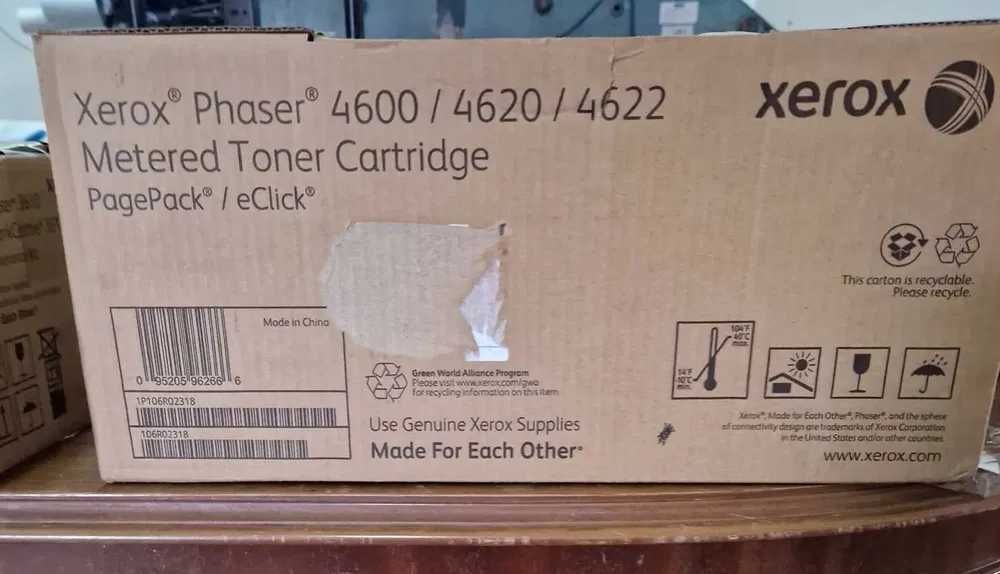 Xerox® Phaser® 4600 / 4620 / 4622
Metered Toner Cartridge
PagePack® / eClick®
xerox
This carton is recyclable.
Please recycle.
Made in China
0 95205 96266 6
1P106R02318
106R02318
Green World Alliance Program
Please visit www.xerox.com/gwa
for recycling information on this item
Use Genuine Xerox Supplies
Made For Each Other®
104°F
40°C
max.
14°F
-10°C
min.
Xerox®, Made for Each Other®, Phaser®, and the sphere
of connectivity design are trademarks of Xerox Corporation
in the United States and/or other countries.
www.xerox.com